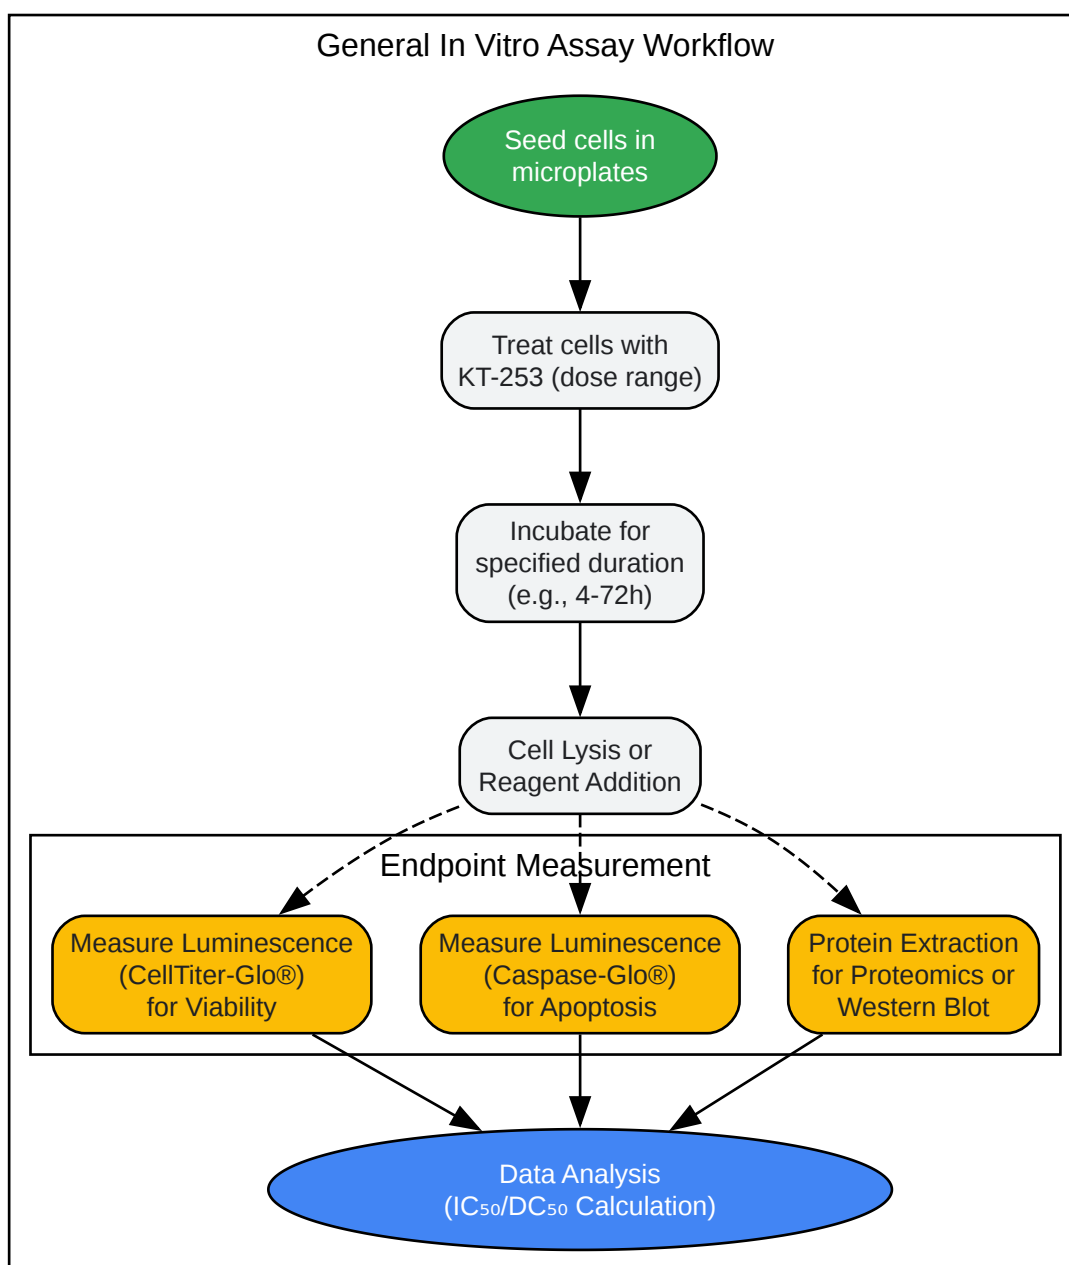 General In Vitro Assay Workflow
Seed cells in
microplates
Treat cells with
KT-253 (dose range)
Incubate for
specified duration
(e.g., 4-72h)
Cell Lysis or
Reagent Addition
Endpoint Measurement
Measure Luminescence
(CellTiter-Glo®)
for Viability
Measure Luminescence
(Caspase-Glo®)
for Apoptosis
Protein Extraction
for Proteomics or
Western Blot
Data Analysis
(IC₅₀/DC₅₀ Calculation)